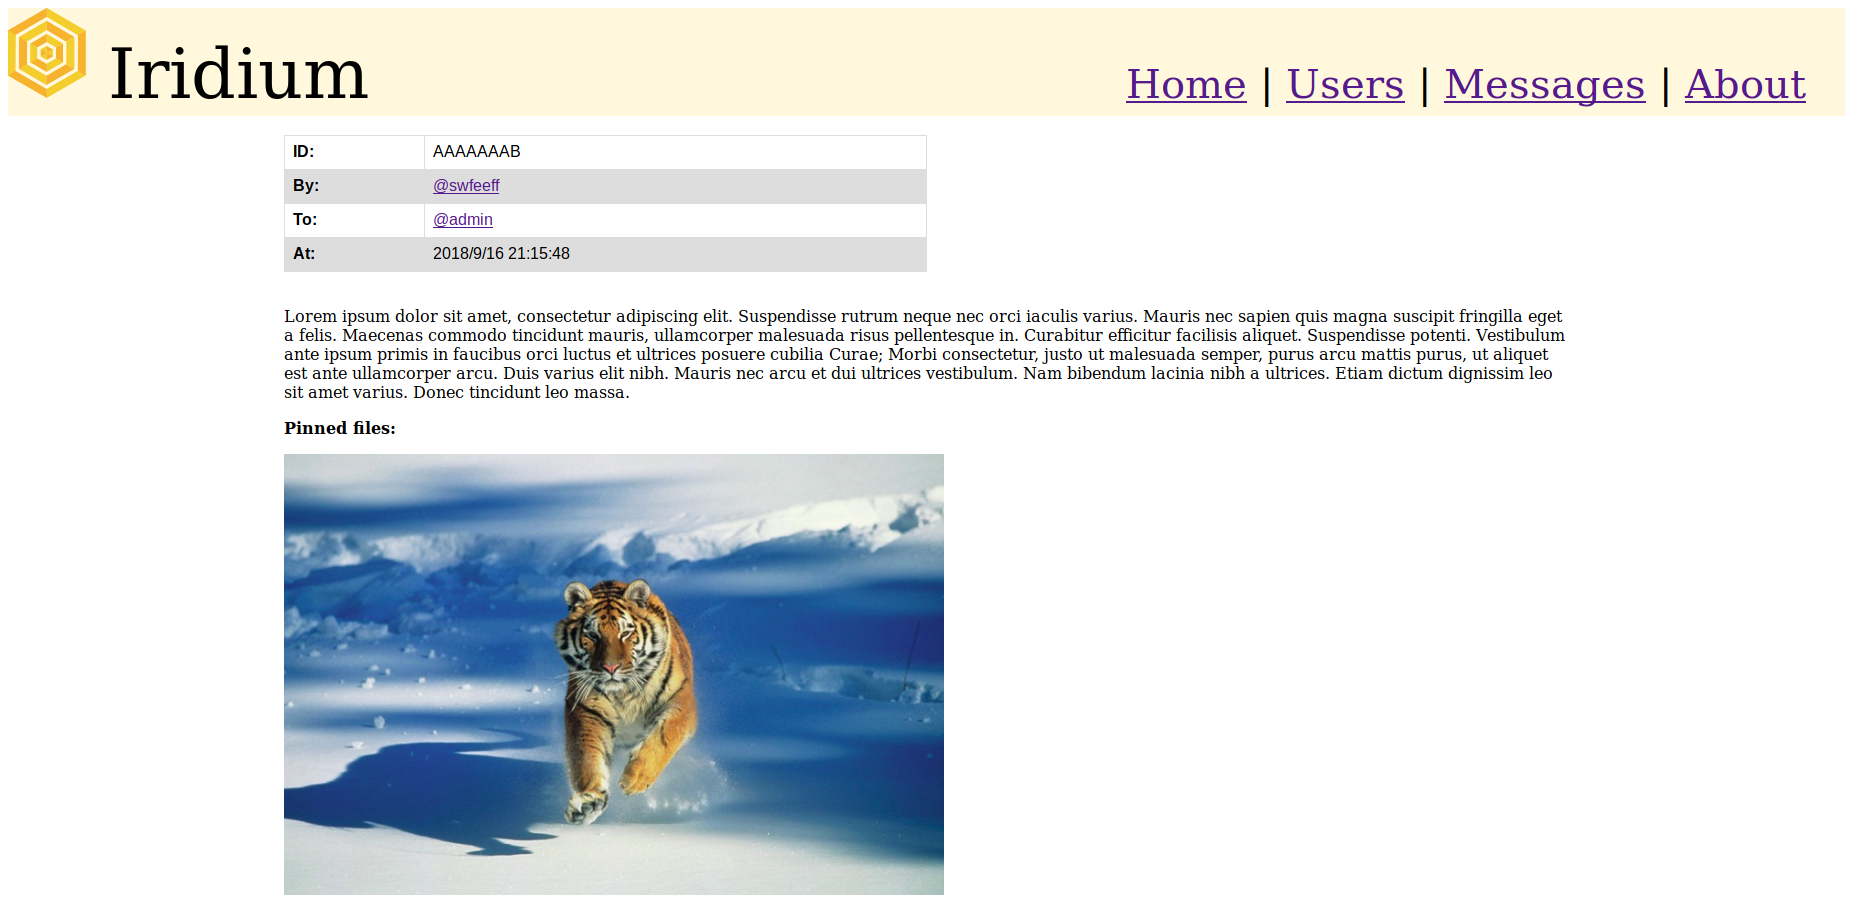 Iridium
Home | Users | Messages | About
ID: AAAAAAAB
By: @swfeeff
To: @admin
At: 2018/9/16 21:15:48
Lorem ipsum dolor sit amet, consectetur adipiscing elit. Suspendisse rutrum neque nec orci iaculis varius. Mauris nec sapien quis magna suscipit fringilla eget
a felis. Maecenas commodo tincidunt mauris, ullamcorper malesuada risus pellentesque in. Curabitur efficitur facilisis aliquet. Suspendisse potenti. Vestibulum
ante ipsum primis in faucibus orci luctus et ultrices posuere cubilia Curae; Morbi consectetur, justo ut malesuada semper, purus arcu mattis purus, ut aliquet
est ante ullamcorper arcu. Duis varius elit nibh. Mauris nec arcu et dui ultrices vestibulum. Nam bibendum lacinia nibh a ultrices. Etiam dictum dignissim leo
sit amet varius. Donec tincidunt leo massa.
Pinned files: